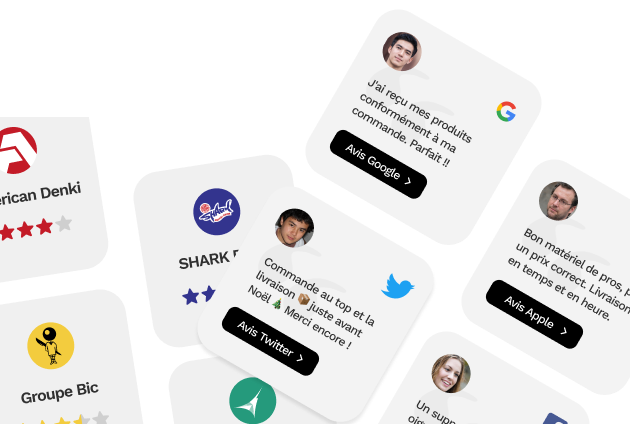 J'ai reçu mes produits
conformément à ma
commande. Parfait !!
Avis Google
Bon matériel de pros,
un prix correct. Livraison
en temps et en heure.
Avis Apple
Denki
SHARK
Commande au top et la
livraison 📦 juste avant
Noël 🎄 Merci encore !
Avis Twitter
Groupe Bic
Un